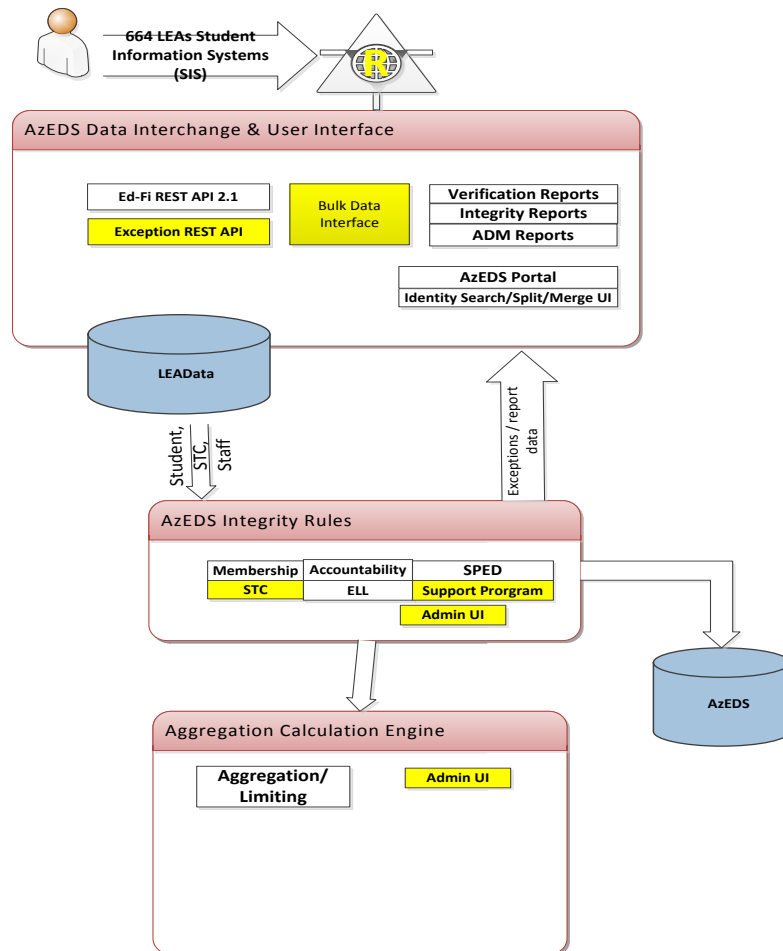 664 LEAs Student
Information Systems
(SIS)
R
AzEDS Data Interchange & User Interface
Ed-Fi REST API 2.1
Exception REST API
Bulk Data
Interface
Verification Reports
Integrity Reports
ADM Reports
AzEDS Portal
Identity Search/Split/Merge UI
LEAData
Student,
STC,
Staff
Exceptions / report
data
AzEDS Integrity Rules
Membership
Accountability
SPED
STC
ELL
Support Prorgram
Admin UI
AzEDS
Aggregation Calculation Engine
Aggregation/
Limiting
Admin UI